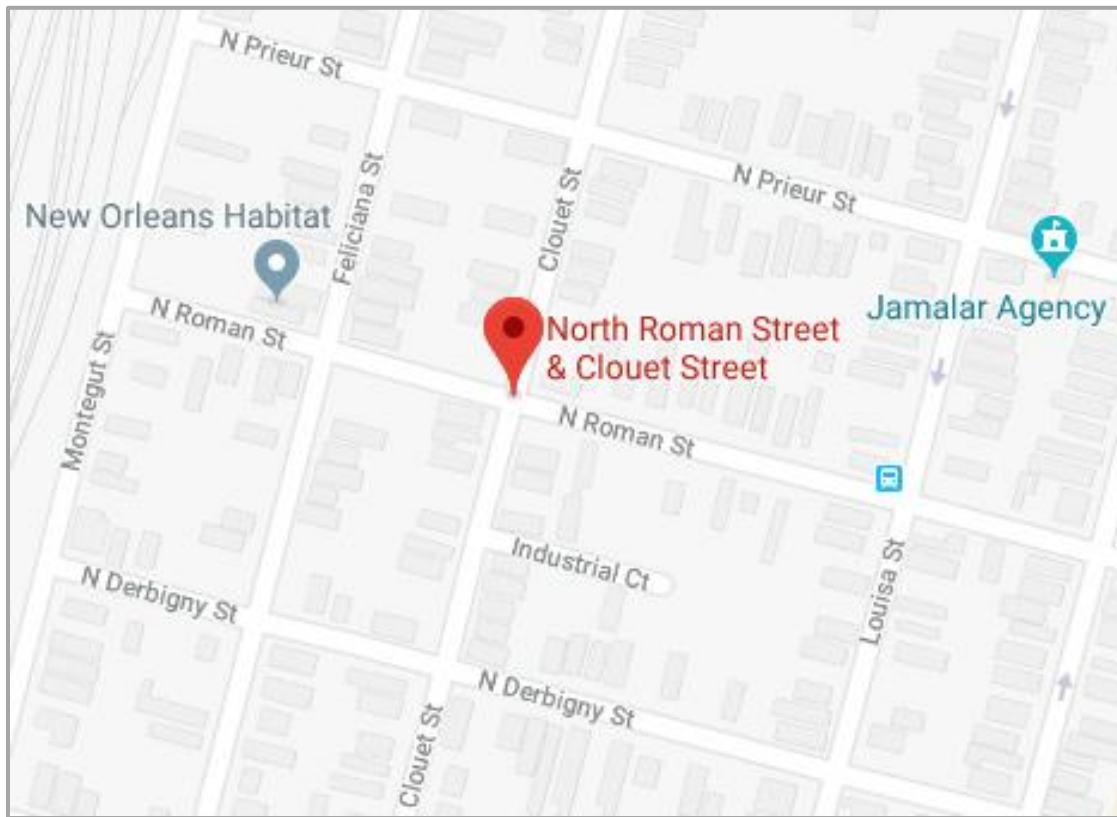 N Prieur St
N Prieur St
New Orleans Habitat
Feliciana St
Clouet St
Jamalar Agency
N Roman St
North Roman Street
& Clouet Street
Montegut St
N Roman St
Industrial Ct
Louisa St
N Derbigny St
N Derbigny St
Clouet St